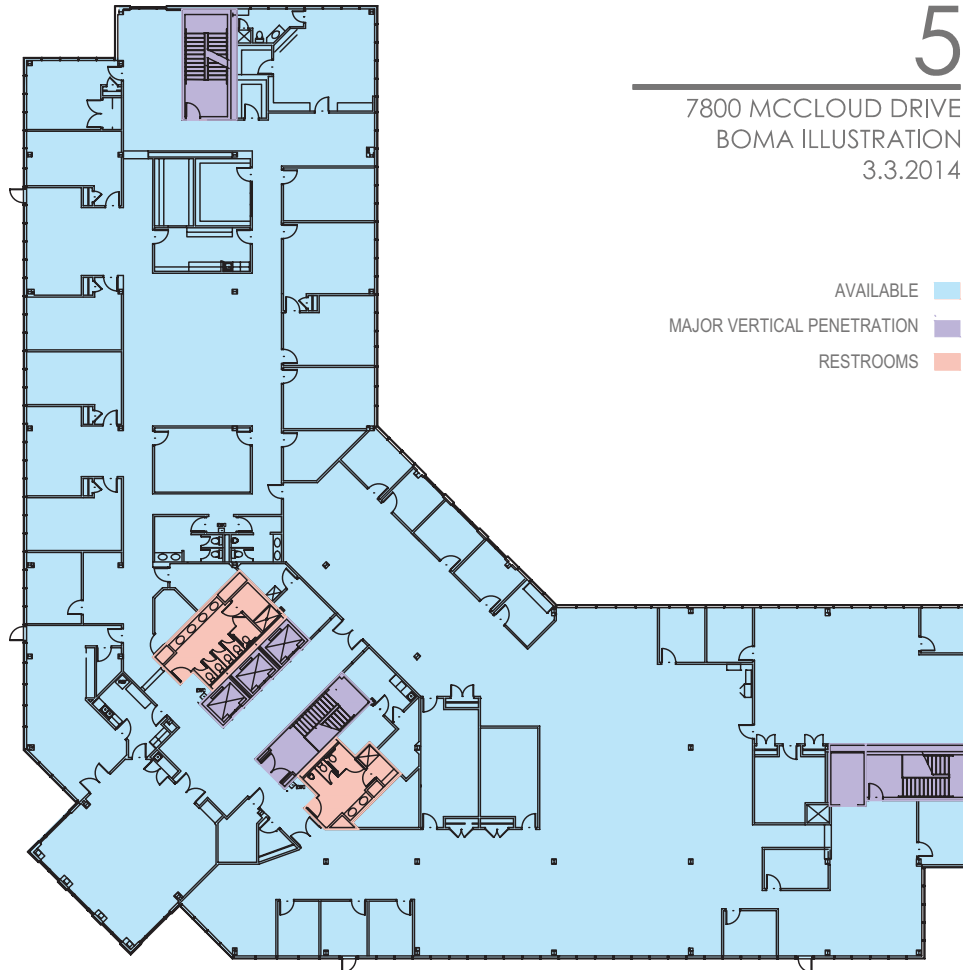 5
7800 MCCLOUD DRIVE
BOMA ILLUSTRATION
3.3.2014
AVAILABLE
MAJOR VERTICAL PENETRATION
RESTROOMS